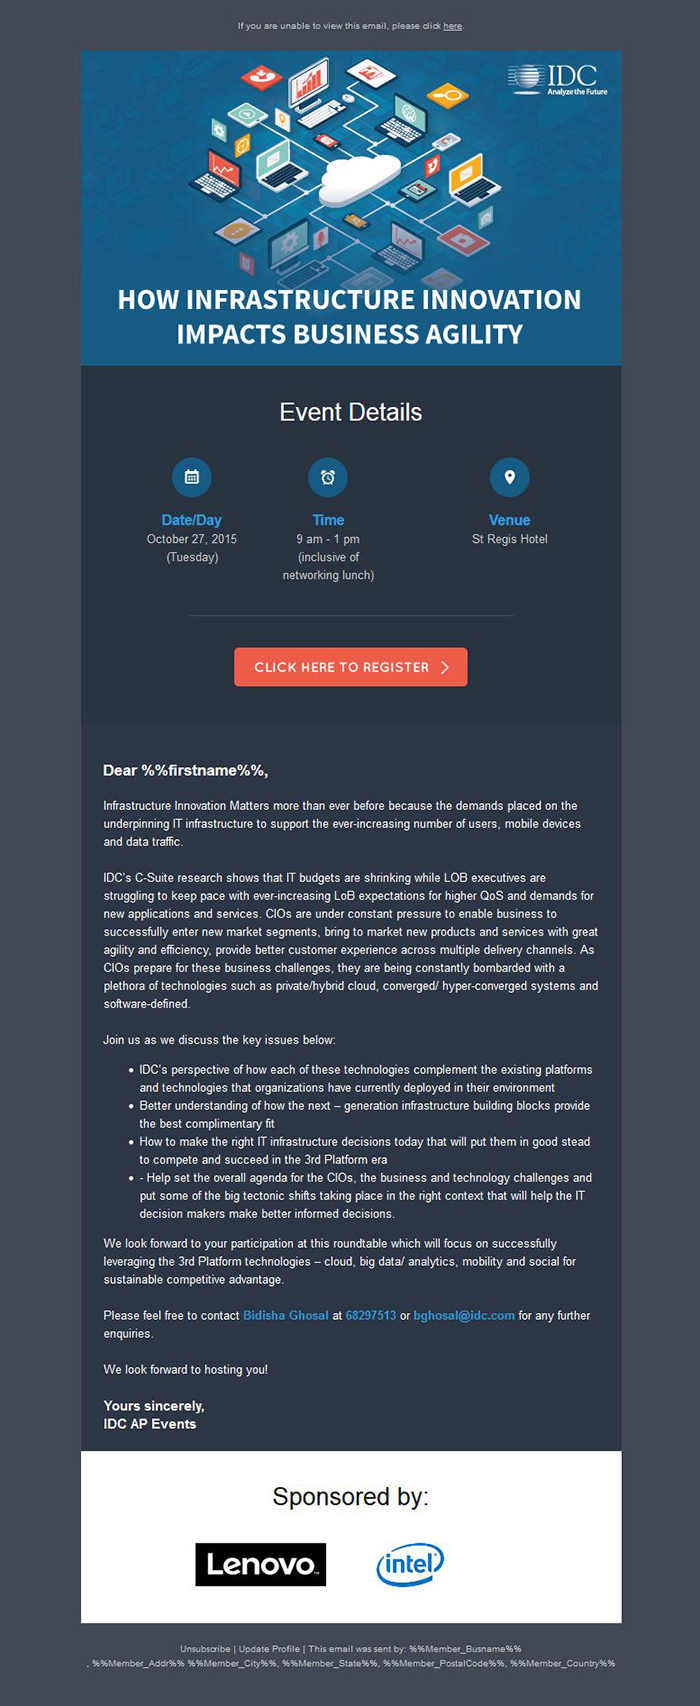 If you are unable to view this email, please click here.
IDC
Analyze the Future
HOW INFRASTRUCTURE INNOVATION
IMPACTS BUSINESS AGILITY
Event Details
Date/Day
October 27, 2015
(Tuesday)
Time
9 am - 1 pm
(inclusive of
networking lunch)
Venue
St Regis Hotel
CLICK HERE TO REGISTER
Dear %%firstname%%,
Infrastructure Innovation Matters more than ever before because the demands placed on the
underpinning IT infrastructure to support the ever-increasing number of users, mobile devices
and data traffic.
IDC's C-Suite research shows that IT budgets are shrinking while LOB executives are
struggling to keep pace with ever-increasing LoB expectations for higher QoS and demands for
new applications and services. CIOs are under constant pressure to enable business to
successfully enter new market segments, bring to market new products and services with great
agility and efficiency, provide better customer experience across multiple delivery channels. As
CIOs prepare for these business challenges, they are being constantly bombarded with a
plethora of technologies such as private/hybrid cloud, converged/ hyper-converged systems and
software-defined.
Join us as we discuss the key issues below:
• IDC's perspective of how each of these technologies complement the existing platforms
and technologies that organizations have currently deployed in their environment
• Better understanding of how the next – generation infrastructure building blocks provide
the best complimentary fit
• How to make the right IT infrastructure decisions today that will put them in good stead
to compete and succeed in the 3rd Platform era
• - Help set the overall agenda for the CIOs, the business and technology challenges and
put some of the big tectonic shifts taking place in the right context that will help the IT
decision makers make better informed decisions.
We look forward to your participation at this roundtable which will focus on successfully
leveraging the 3rd Platform technologies – cloud, big data/ analytics, mobility and social for
sustainable competitive advantage.
Please feel free to contact Bidisha Ghosal at 68297513 or bghosal@idc.com for any further
enquiries.
We look forward to hosting you!
Yours sincerely,
IDC AP Events
Sponsored by:
Lenovo™
intel®
Unsubscribe | Update Profile | This email was sent by: %%Member_Busname%%
, %%Member_Addr%% %%Member_City%%, %%Member_State%%, %%Member_PostalCode%%, %%Member_Country%%